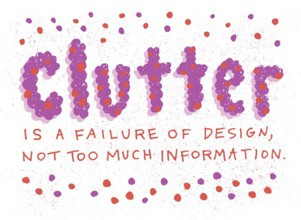 clutter
IS A FAILURE OF DESIGN,
NOT TOO MUCH INFORMATION.